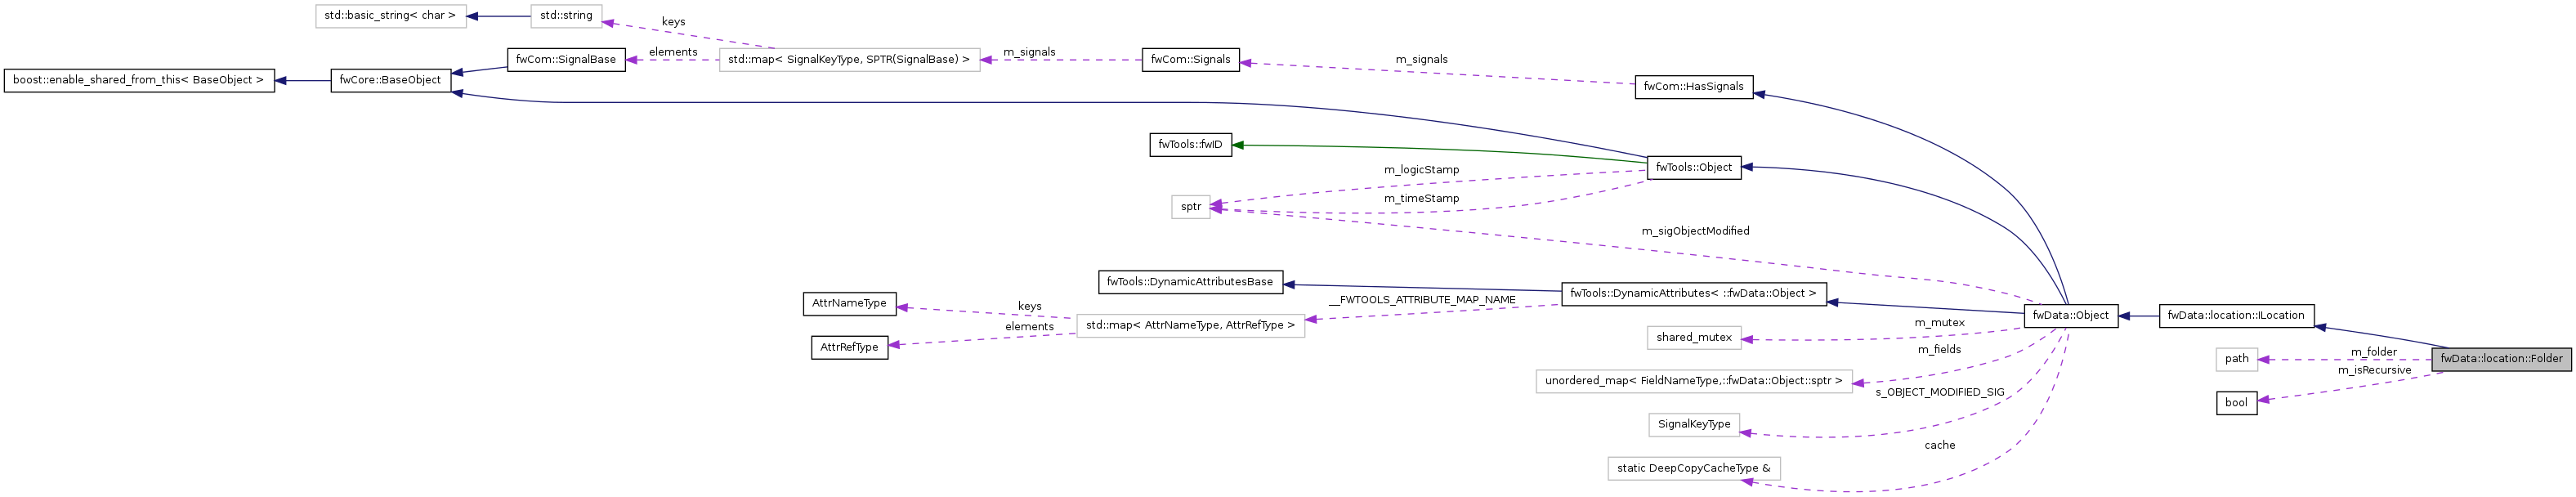 std::basic_string< char >
std::string
keys
fwCom::SignalBase
elements
std::map< SignalKeyType, SPTR(SignalBase) >
m_signals
fwCom::Signals
m_signals
boost::enable_shared_from_this< BaseObject >
fwCore::BaseObject
fwCom::HasSignals
fwTools::fwID
fwTools::Object
m_logicStamp
m_timeStamp
sptr
m_sigObjectModified
fwTools::DynamicAttributesBase
fwTools::DynamicAttributes< ::fwData::Object >
__FWTOOLS_ATTRIBUTE_MAP_NAME
AttrNameType
keys
std::map< AttrNameType, AttrRefType >
elements
AttrRefType
fwData::Object
fwData::location::ILocation
m_mutex
shared_mutex
m_fields
unordered_map< FieldNameType,::fwData::Object::sptr >
s_OBJECT_MODIFIED_SIG
SignalKeyType
cache
static DeepCopyCacheType &
path
m_folder
fwData::location::Folder
m_isRecursive
bool